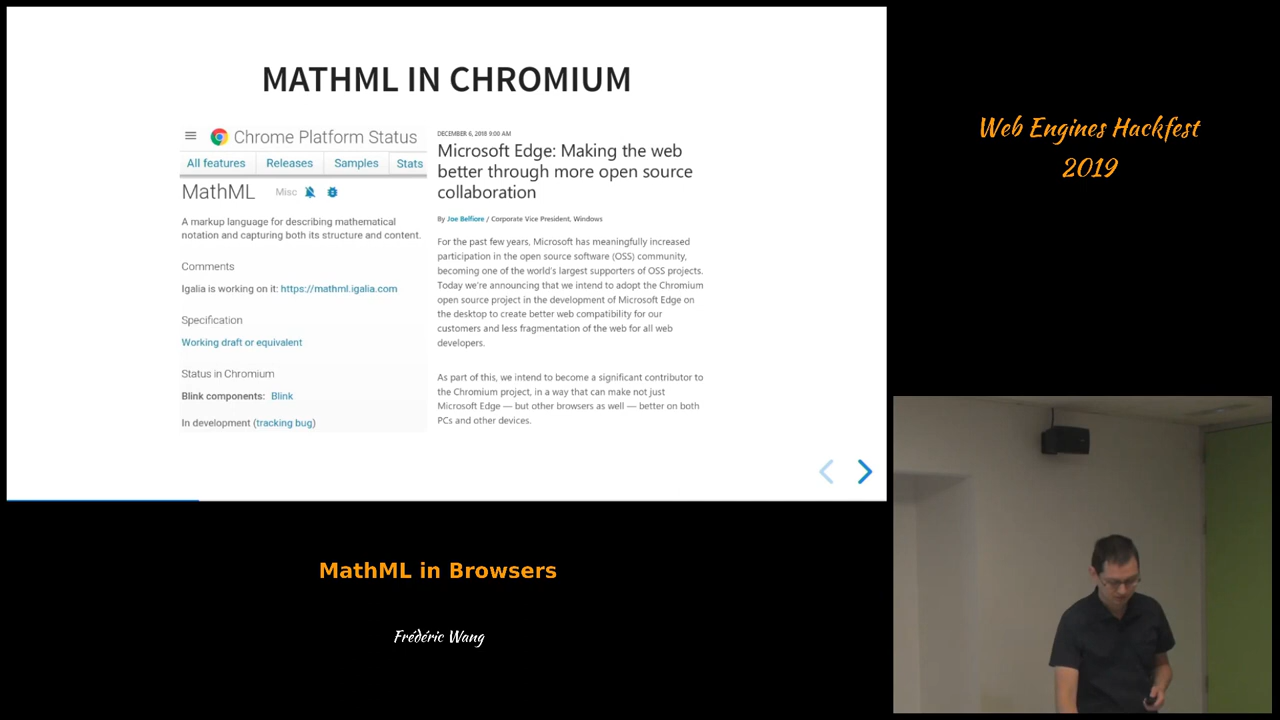 MATHML IN CHROMIUM
Chrome Platform Status
All features Releases Samples Stats
MathML Misc
A markup language for describing mathematical
notation and capturing both its structure and content.
Comments
Igalia is working on it: https://mathml.igalia.com
Specification
Working draft or equivalent
Status in Chromium
Blink components: Blink
In development (tracking bug)
DECEMBER 6, 2018 9:00 AM
Microsoft Edge: Making the web
better through more open source
collaboration
By Joe Belfiore / Corporate Vice President, Windows
For the past few years, Microsoft has meaningfully increased
participation in the open source software (OSS) community,
becoming one of the world's largest supporters of OSS projects.
Today we're announcing that we intend to adopt the Chromium
open source project in the development of Microsoft Edge on
the desktop to create better web compatibility for our
customers and less fragmentation of the web for all web
developers.
As part of this, we intend to become a significant contributor to
the Chromium project, in a way that can make not just
Microsoft Edge — but other browsers as well — better on both
PCs and other devices.
Web Engines Hackfest
2019
MathML in Browsers
Frédéric Wang